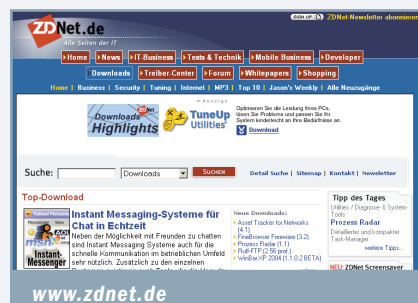 SIGN UP ZDNet-Newsletter abonnieren
ZDNet.de
Alle Seiten der IT
Home News IT-Business Tests & Technik Mobile Business Developer
Downloads Treiber-Center Forum Whitepapers Shopping
Home | Business | Security | Tuning | Internet | MP3 | Top 10 | Jason's Weekly | Alle Neuzugänge
Anzeige
ZDNet
Downloads
Highlights
TuneUp
Utilities
Optimieren Sie die Leistung Ihres PCs,
lösen Sie Probleme und passen Sie Ihr
System kinderleicht an Ihre Bedürfnisse an.
Download
Suche: Downloads SUCHEN Detail Suche | Sitemap | Kontakt | Newsletter
Top-Download
Yahoo! Messenger
msn
Instant-
Messenger
Instant Messaging-Systeme für
Chat in Echtzeit
Neben der Möglichkeit mit Freunden zu chatten
sind Instant Messaging Systeme auch für die
schnelle Kommunikation im betrieblichen Umfeld
sehr nützlich. Zusätzlich zu den einzelnen
Neue Downloads:
Asset Tracker for Networks
(4.1)
FineBrowser Freeware (3.2)
Prozess Radar (1.1)
Ruff-FTP (2.56 prof.)
WinBar XP 2004 (1.1.0.2 BETA)
Tipp des Tages
Utilities / Diagnose- & System-
Tools
Prozess Radar
Detaillierter und kompakter
Task-Manager
weitere Tipps...
NEU: ZDNet Screensaver
www.zdnet.de